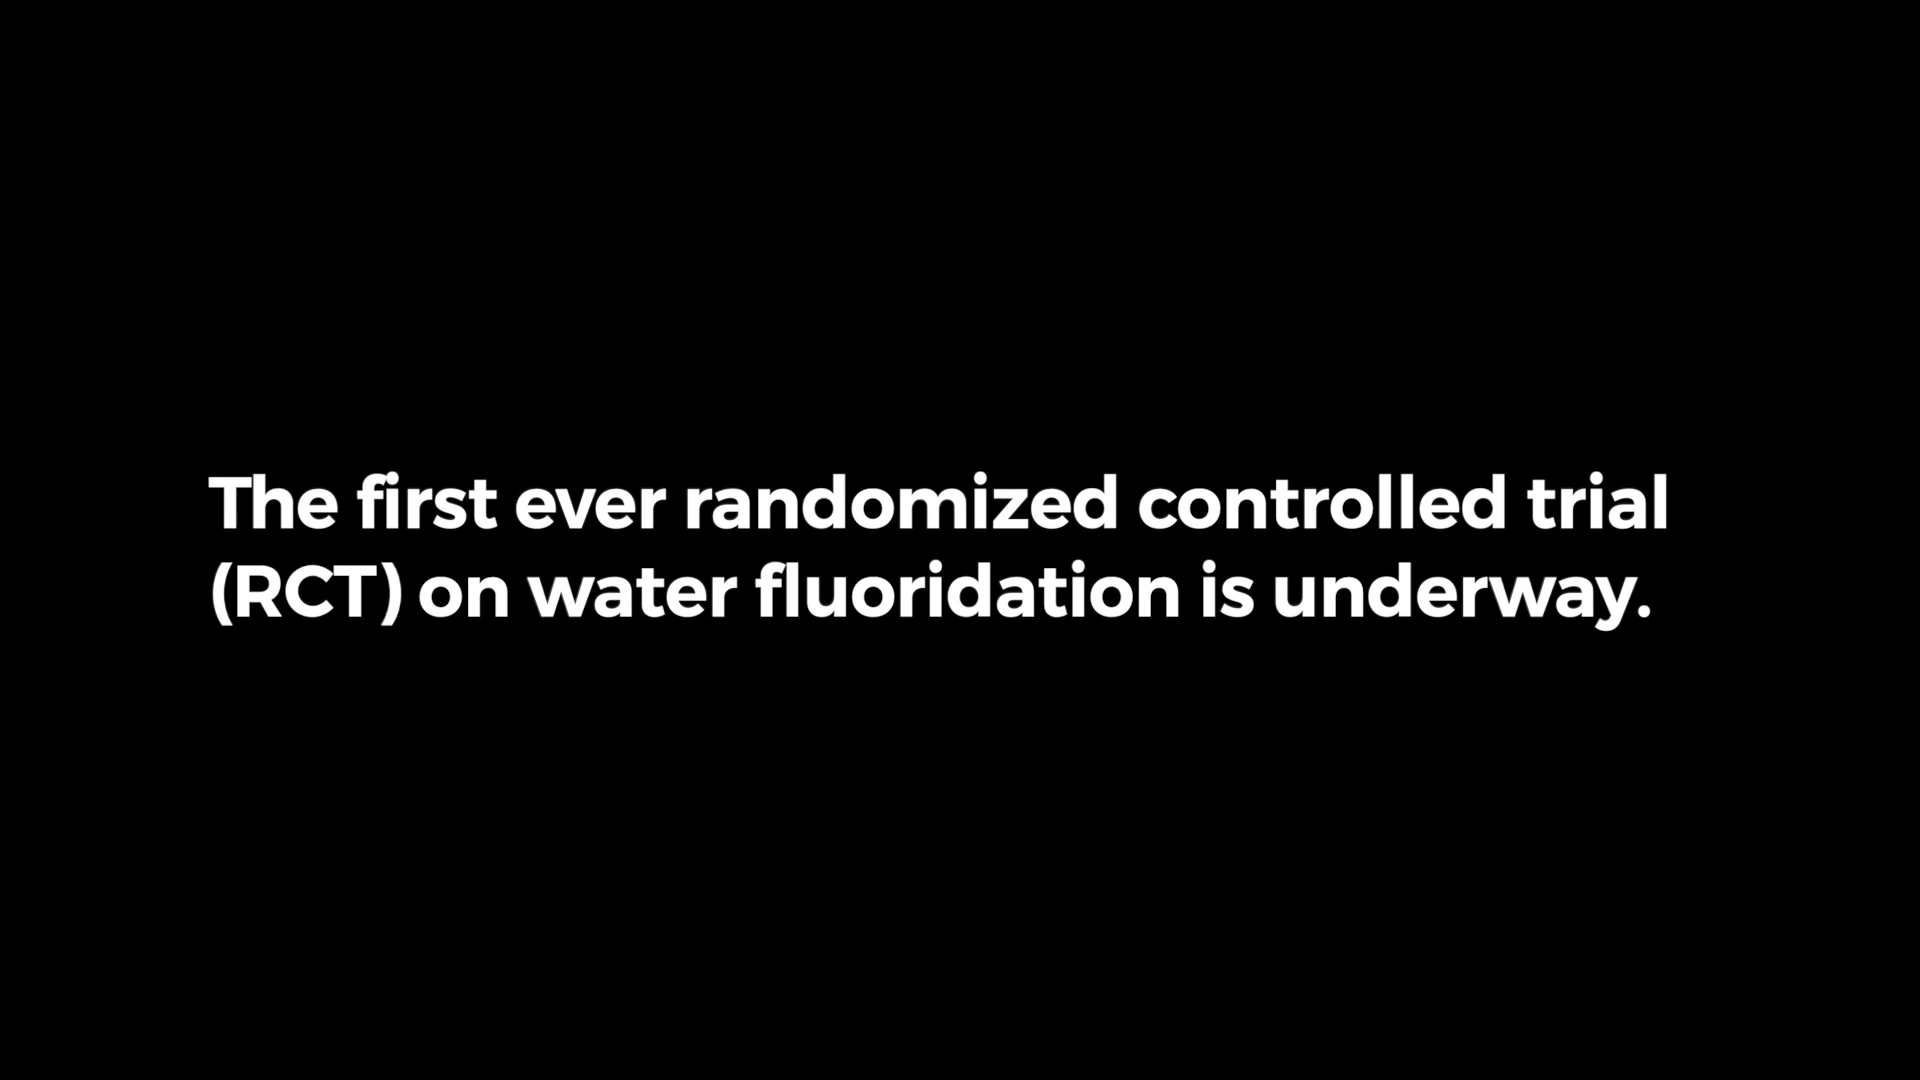 The first ever randomized controlled trial
(RCT) on water fluoridation is underway.